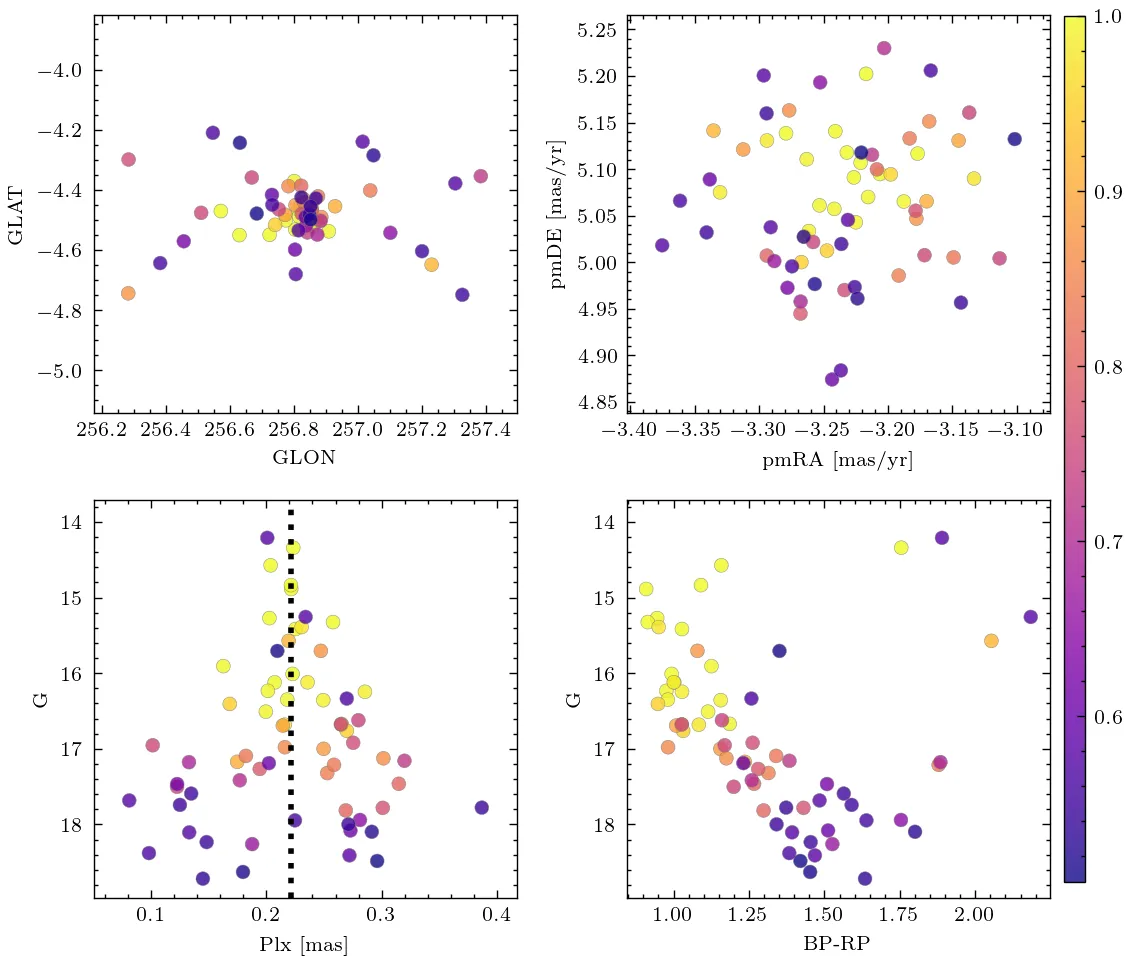 −4.0
−4.2
−4.4
−4.6
−4.8
−5.0
GLAT
256.2 256.4 256.6 256.8 257.0 257.2 257.4
GLON
5.25
5.20
5.15
5.10
5.05
5.00
4.95
4.90
4.85
pmDE [mas/yr]
−3.40 −3.35 −3.30 −3.25 −3.20 −3.15 −3.10
pmRA [mas/yr]
1.0
0.9
0.8
0.7
0.6
14
15
16
17
18
G
0.1 0.2 0.3 0.4
Plx [mas]
14
15
16
17
18
G
1.00 1.25 1.50 1.75 2.00
BP-RP